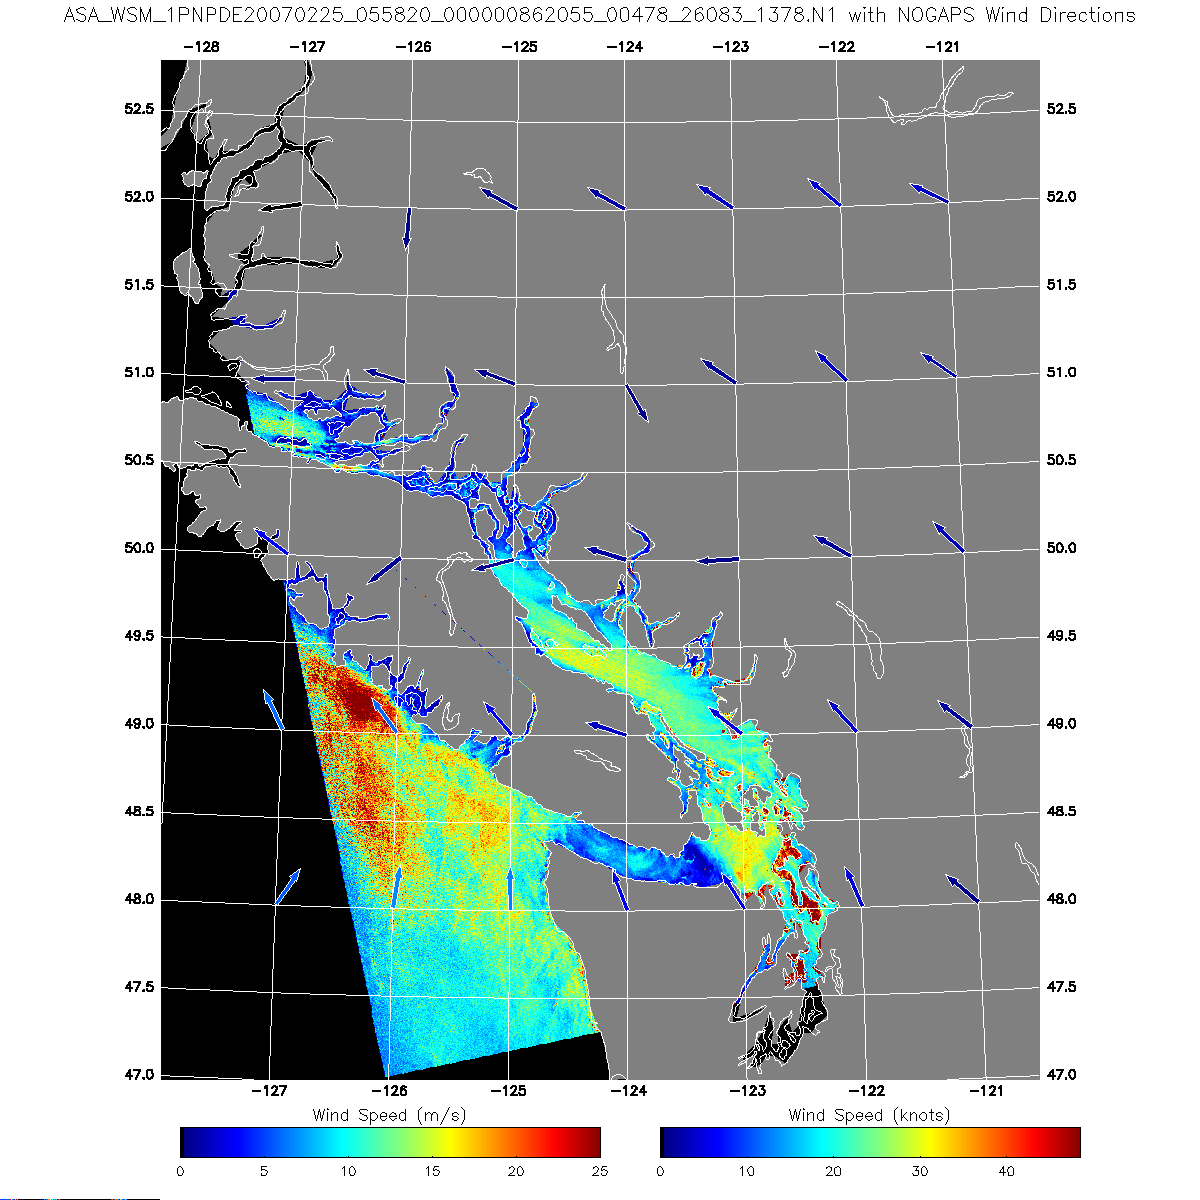 ASA_WSM_1PNPDE20070225_055820_000000862055_00478_26083_1378.N1 with NOGAPS Wind Directions
-128 -127 -126 -125 -124 -123 -122 -121
52.5 52.5
52.0 52.0
51.5 51.5
51.0 51.0
50.5 50.5
50.0 50.0
49.5 49.5
49.0 49.0
48.5 48.5
48.0 48.0
47.5 47.5
47.0 47.0
-127 -126 -125 -124 -123 -122 -121
Wind Speed (m/s) Wind Speed (knots)
0 5 10 15 20 25 0 10 20 30 40